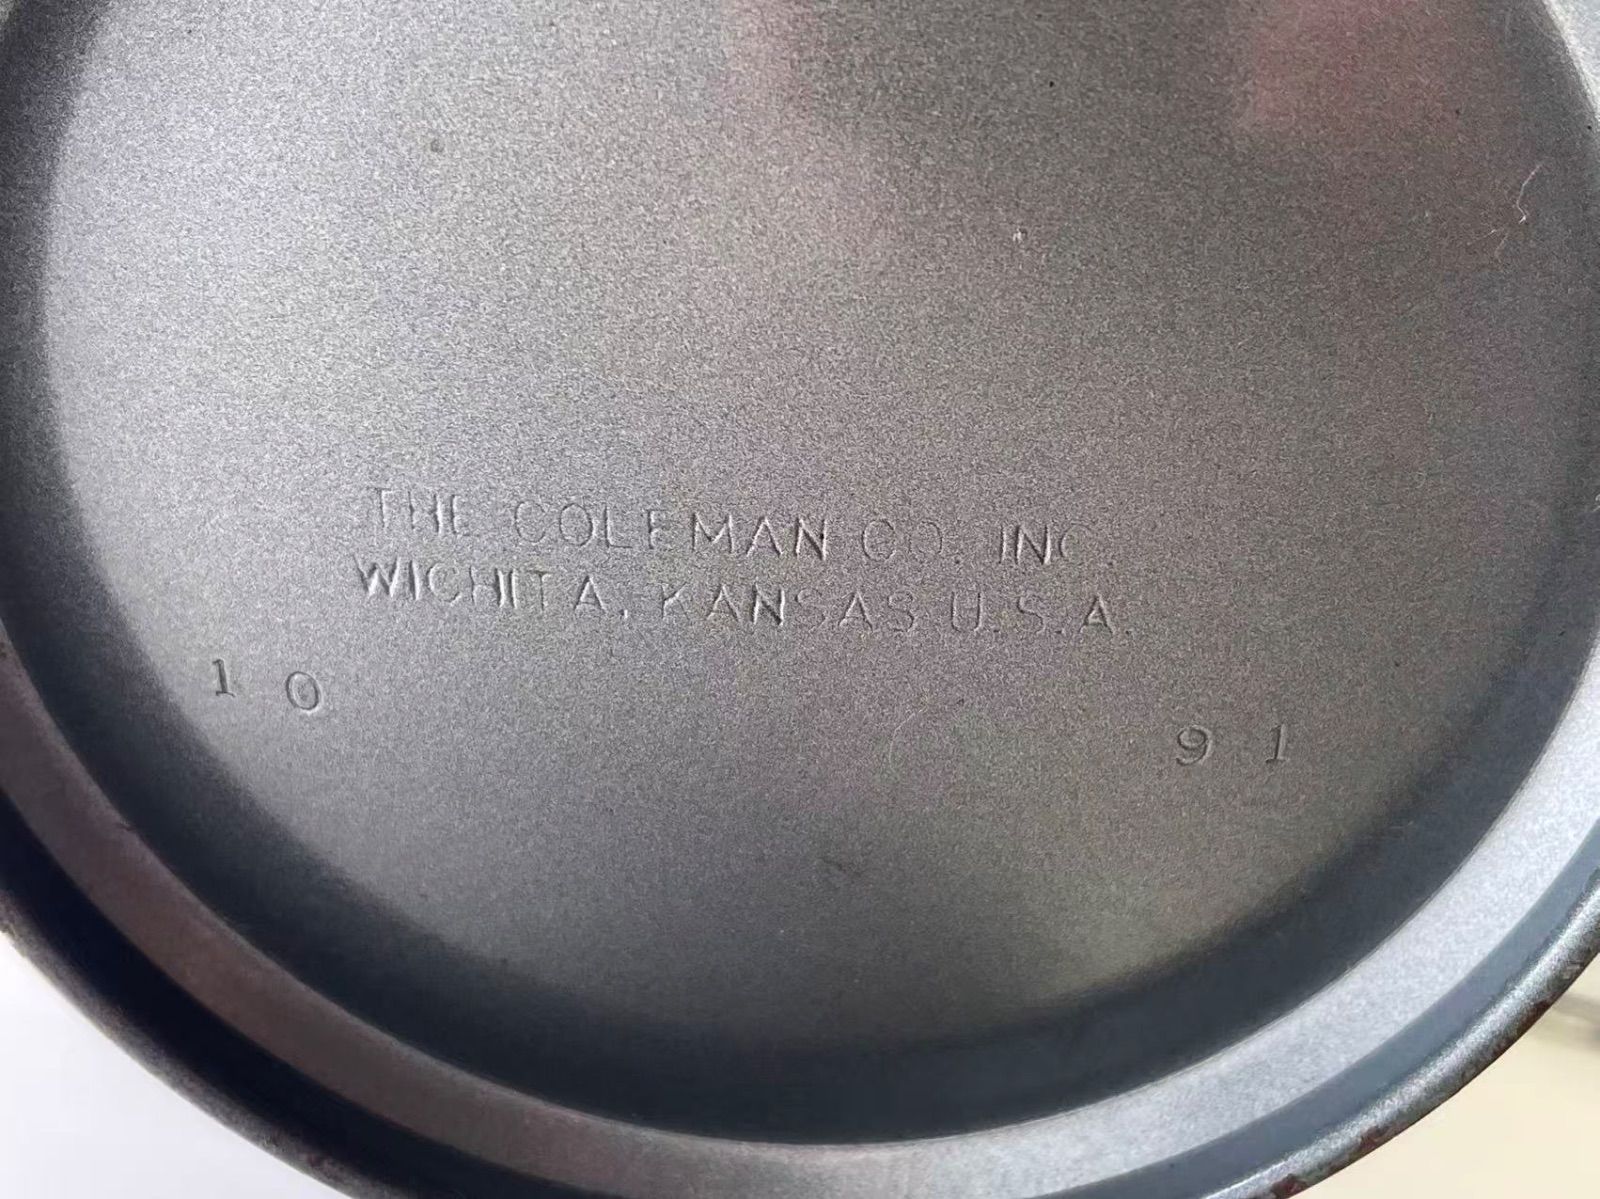 THE COLEMAN CO. INC.
WICHITA, KANSAS U.S.A.
10 91